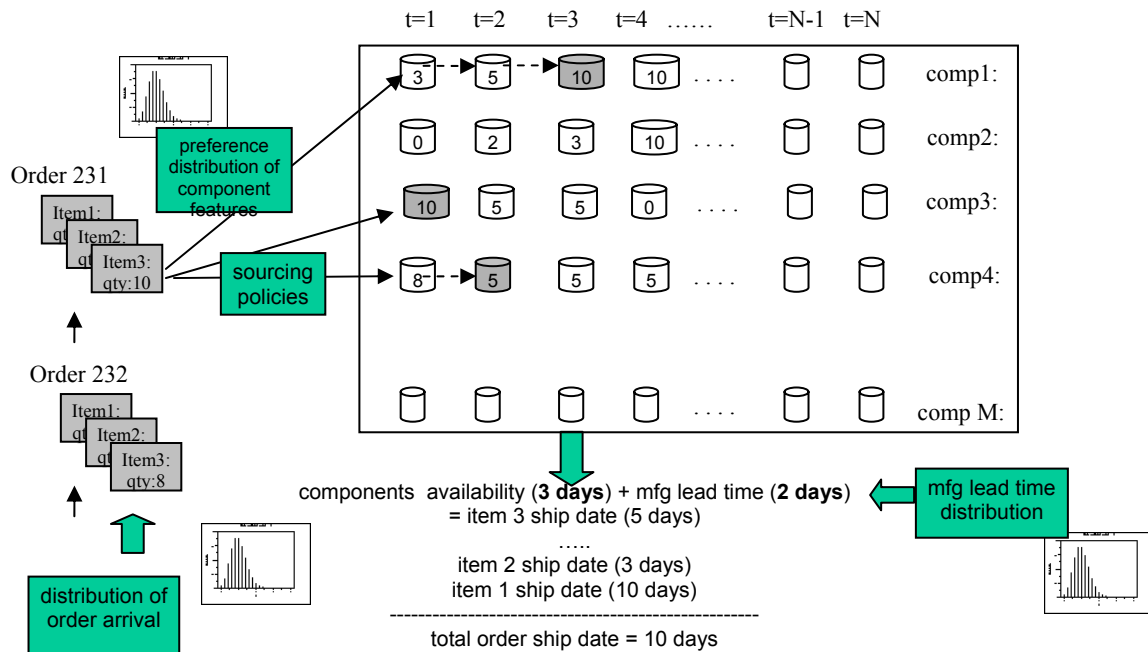 t=1 t=2 t=3 t=4 ...... t=N-1 t=N
3 5 10 10 . . . . comp1:
preference
distribution of
component
features
0 2 3 10 . . . . comp2:
Order 231
Item1:
Item2:
Item3:
qty:10
10 5 5 0 . . . . comp3:
sourcing
policies
8 5 5 5 . . . . comp4:
Order 232
Item1:
Item2:
Item3:
qty:8
. . . . comp M:
components availability (3 days) + mfg lead time (2 days)
= item 3 ship date (5 days)
.....
item 2 ship date (3 days)
item 1 ship date (10 days)
total order ship date = 10 days
mfg lead time
distribution
distribution of
order arrival